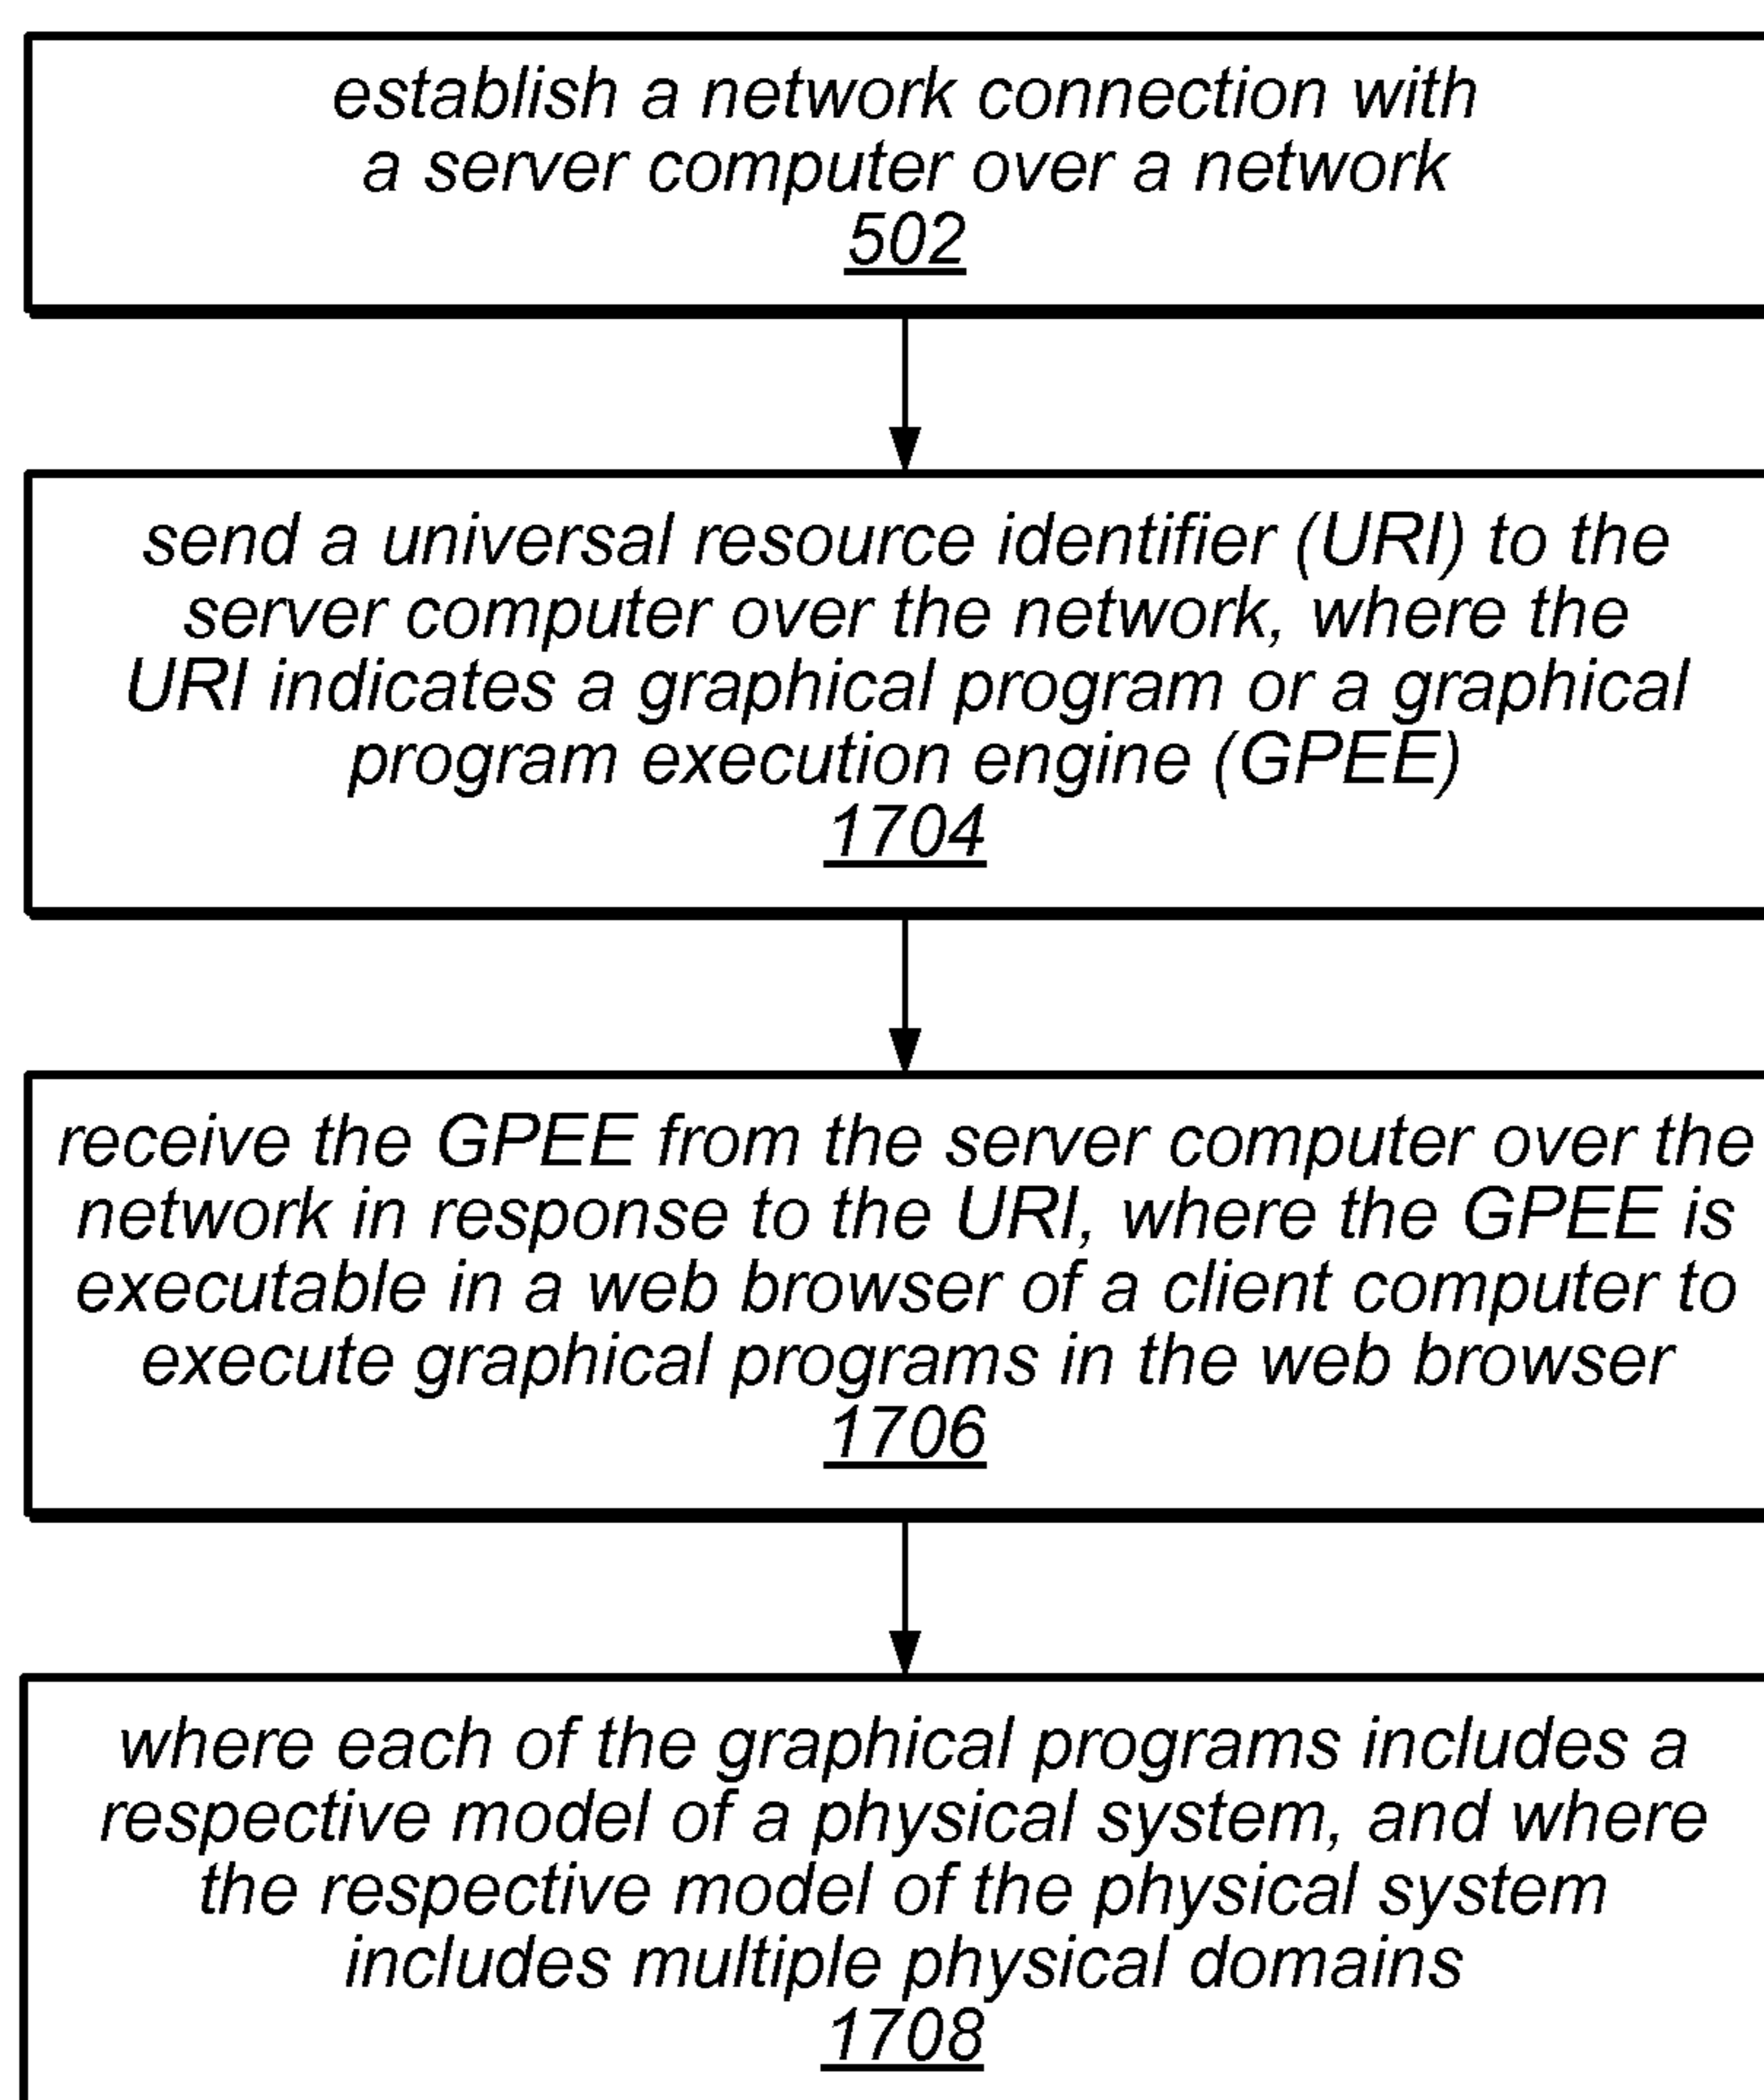 establish a network connection with
a server computer over a network
502
send a universal resource identifier (URI) to the
server computer over the network, where the
URI indicates a graphical program or a graphical
program execution engine (GPEE)
1704
receive the GPEE from the server computer over the
network in response to the URI, where the GPEE is
executable in a web browser of a client computer to
execute graphical programs in the web browser
1706
where each of the graphical programs includes a
respective model of a physical system, and where
the respective model of the physical system
includes multiple physical domains
1708